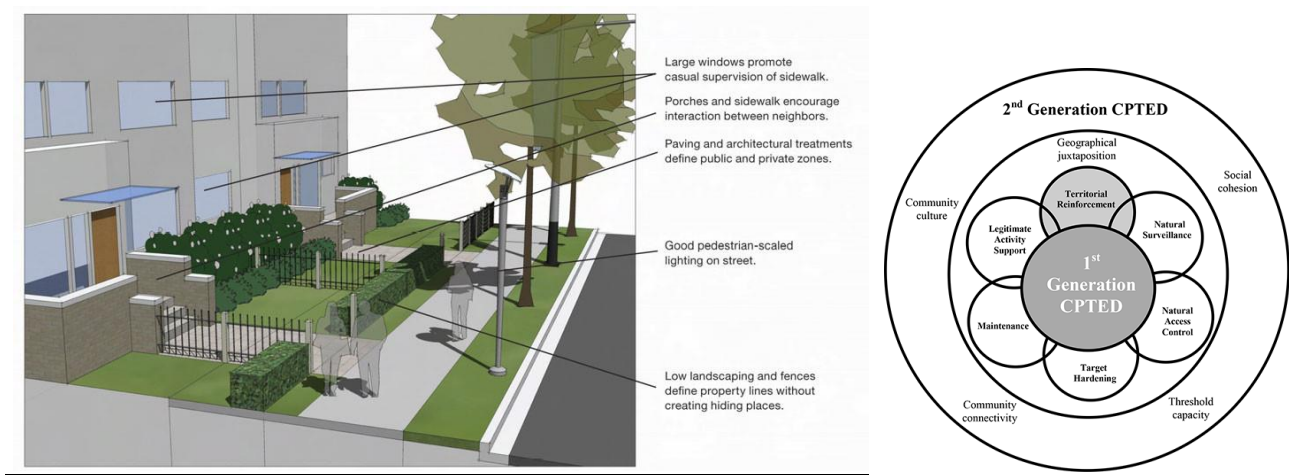 Large windows promote
casual supervision of sidewalk.
Porches and sidewalk encourage
interaction between neighbors.
Paving and architectural treatments
define public and private zones.
Good pedestrian-scaled
lighting on street.
Low landscaping and fences
define property lines without
creating hiding places.
2nd Generation CPTED
Geographical
juxtaposition
Social
cohesion
Community
culture
Territorial
Reinforcement
Legitimate
Activity
Support
Natural
Surveillance
1st
Generation
CPTED
Maintenance
Natural
Access
Control
Target
Hardening
Community
connectivity
Threshold
capacity